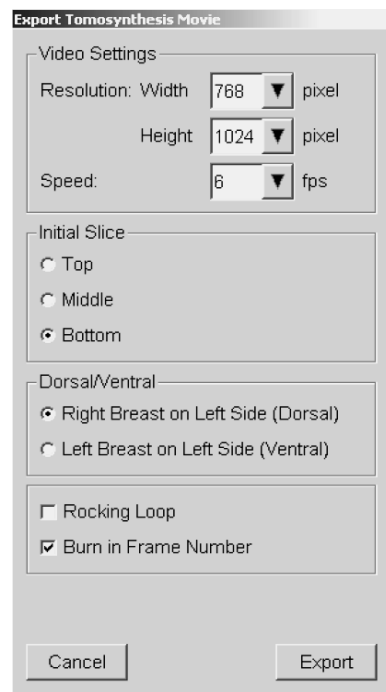 Export Tomosynthesis Movie
Video Settings
Resolution: Width 768 pixel
Height 1024 pixel
Speed: 6 fps
Initial Slice
Top
Middle
Bottom
Dorsal/Ventral
Right Breast on Left Side (Dorsal)
Left Breast on Left Side (Ventral)
Rocking Loop
Burn in Frame Number
Cancel Export